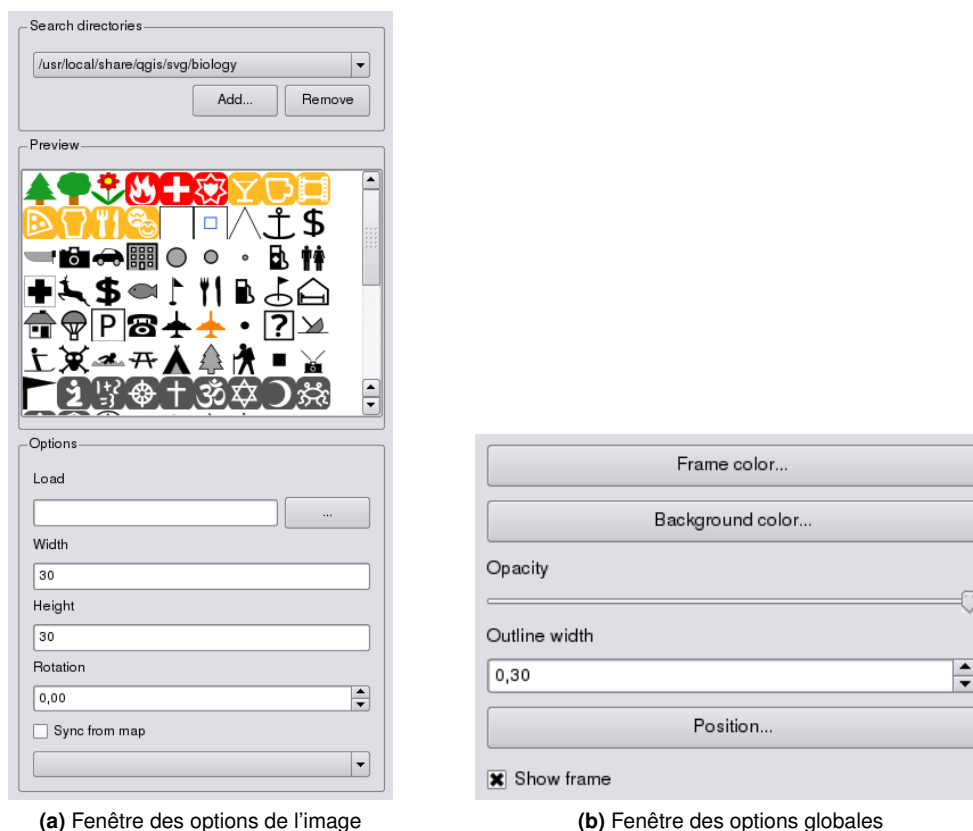 Search directories
/usr/local/share/qgis/svg/biology
Add... Remove
Preview
Options
Load
...
Width
30
Height
30
Rotation
0,00
Sync from map
(a) Fenêtre des options de l'image
Frame color...
Background color...
Opacity
Outline width
0,30
Position...
Show frame
(b) Fenêtre des options globales